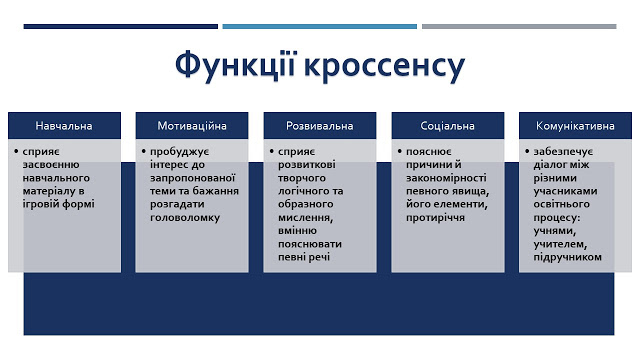 Функції кроссенсу
Навчальна
• сприяє
засвоєнню
навчального
матеріалу в
ігровій формі
Мотиваційна
• пробуджує
інтерес до
запропонованої
теми та бажання
розгадати
головоломку
Розвивальна
• сприяє
розвиткові
творчого
логічного та
образного
мислення,
вмінню
пояснювати
певні речі
Соціальна
• пояснює
причини й
закономірності
певного явища,
його елементи,
протиріччя
Комунікативна
• забезпечує
діалог між
різними
учасниками
освітнього
процесу:
учнями,
учителем,
підручником